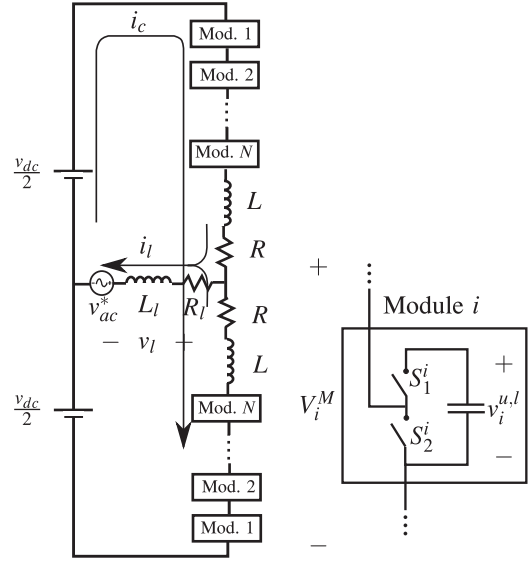 i_c
Mod. 1
Mod. 2
Mod. N
v_dc/2
L
R
i_l
v*_ac
L_l
R_l
R
− v_l +
L
v_dc/2
Mod. N
Mod. 2
Mod. 1
+
Module i
S_1^i
+
V_i^M
v_i^{u,l}
S_2^i
−
−